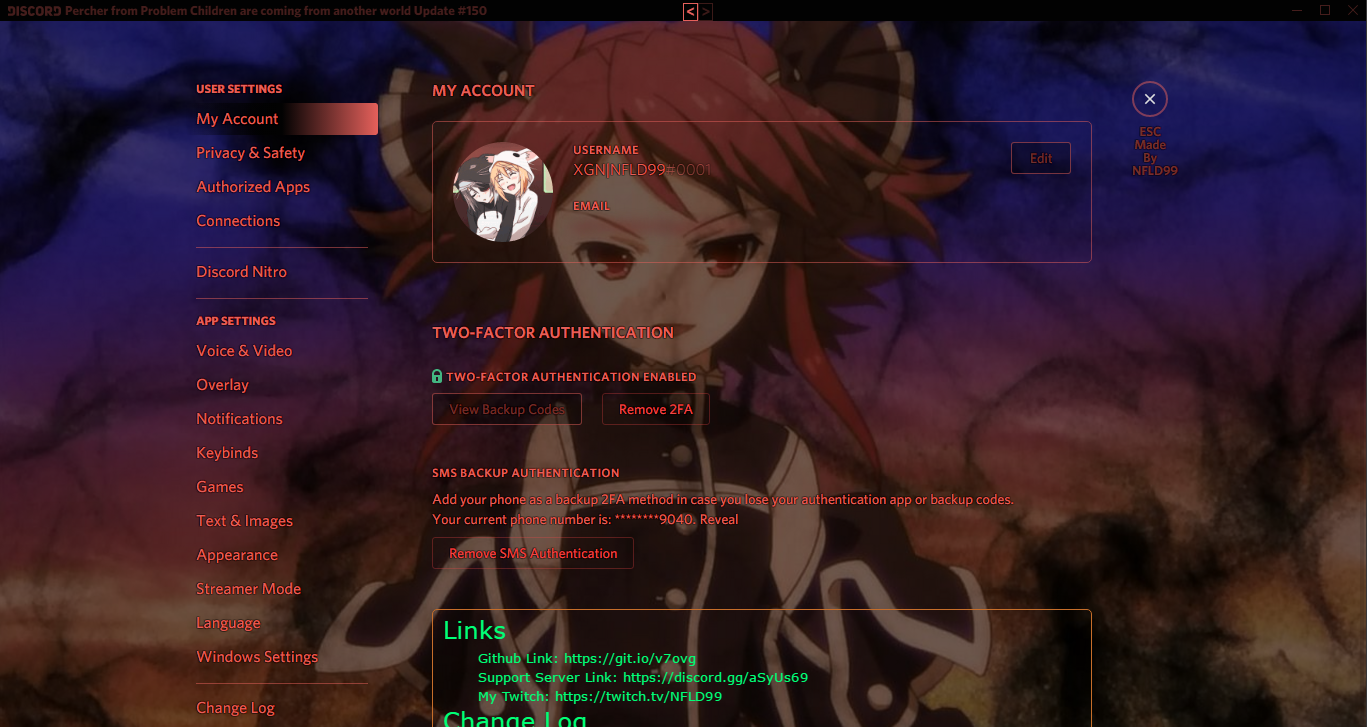 DISCORD Percher from Problem Children are coming from another world Update #150
< >
USER SETTINGS
My Account
Privacy & Safety
Authorized Apps
Connections
Discord Nitro
APP SETTINGS
Voice & Video
Overlay
Notifications
Keybinds
Games
Text & Images
Appearance
Streamer Mode
Language
Windows Settings
Change Log
MY ACCOUNT
USERNAME
XGN|NFLD99#0001
Edit
EMAIL
TWO-FACTOR AUTHENTICATION
TWO-FACTOR AUTHENTICATION ENABLED
View Backup Codes
Remove 2FA
SMS BACKUP AUTHENTICATION
Add your phone as a backup 2FA method in case you lose your authentication app or backup codes.
Your current phone number is: ********9040. Reveal
Remove SMS Authentication
Links
Github Link: https://git.io/v7ovg
Support Server Link: https://discord.gg/aSyUs69
My Twitch: https://twitch.tv/NFLD99
Change Log
ESC
Made
By
NFLD99